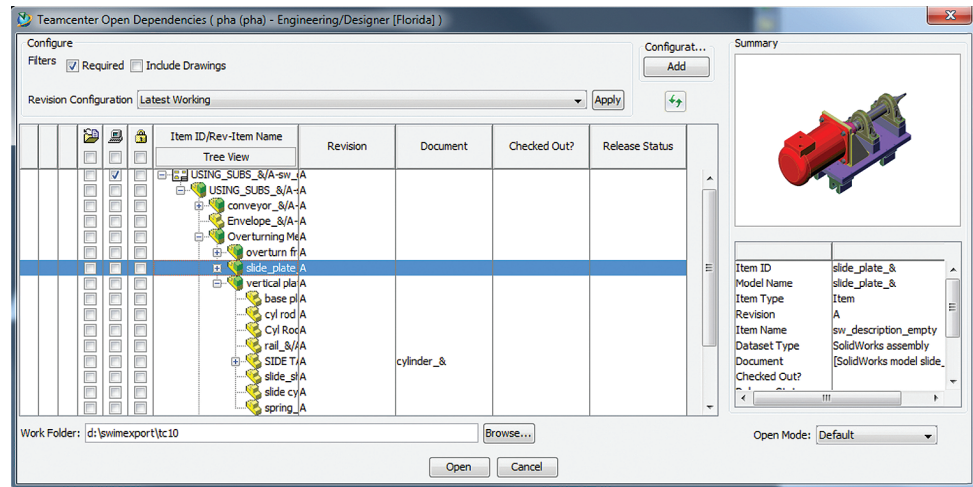 Teamcenter Open Dependencies ( pha (pha) - Engineering/Designer [Florida] )
Configure
Filters Required Include Drawings
Revision Configuration Latest Working Apply
Configurat...
Add
Item ID/Rev-Item Name Revision Document Checked Out? Release Status
Tree View
USING_SUBS_&/A-sw_ A
USING_SUBS_&/A- A
conveyor_&/A- A
Envelope_&/A- A
Overturning Me A
overturn fr A
slide_plate_ A
vertical pla A
base pl A
cyl rod A
Cyl Roc A
rail_&/ A
SIDE T A cylinder_&
slide_sh A
slide cy A
spring_ A
Work Folder: d:\swimexport\tc10 Browse...
Open Cancel
Summary
Item ID slide_plate_&
Model Name slide_plate_&
Item Type Item
Revision A
Item Name sw_description_empty
Dataset Type SolidWorks assembly
Document [SolidWorks model slide_
Checked Out?
Open Mode: Default